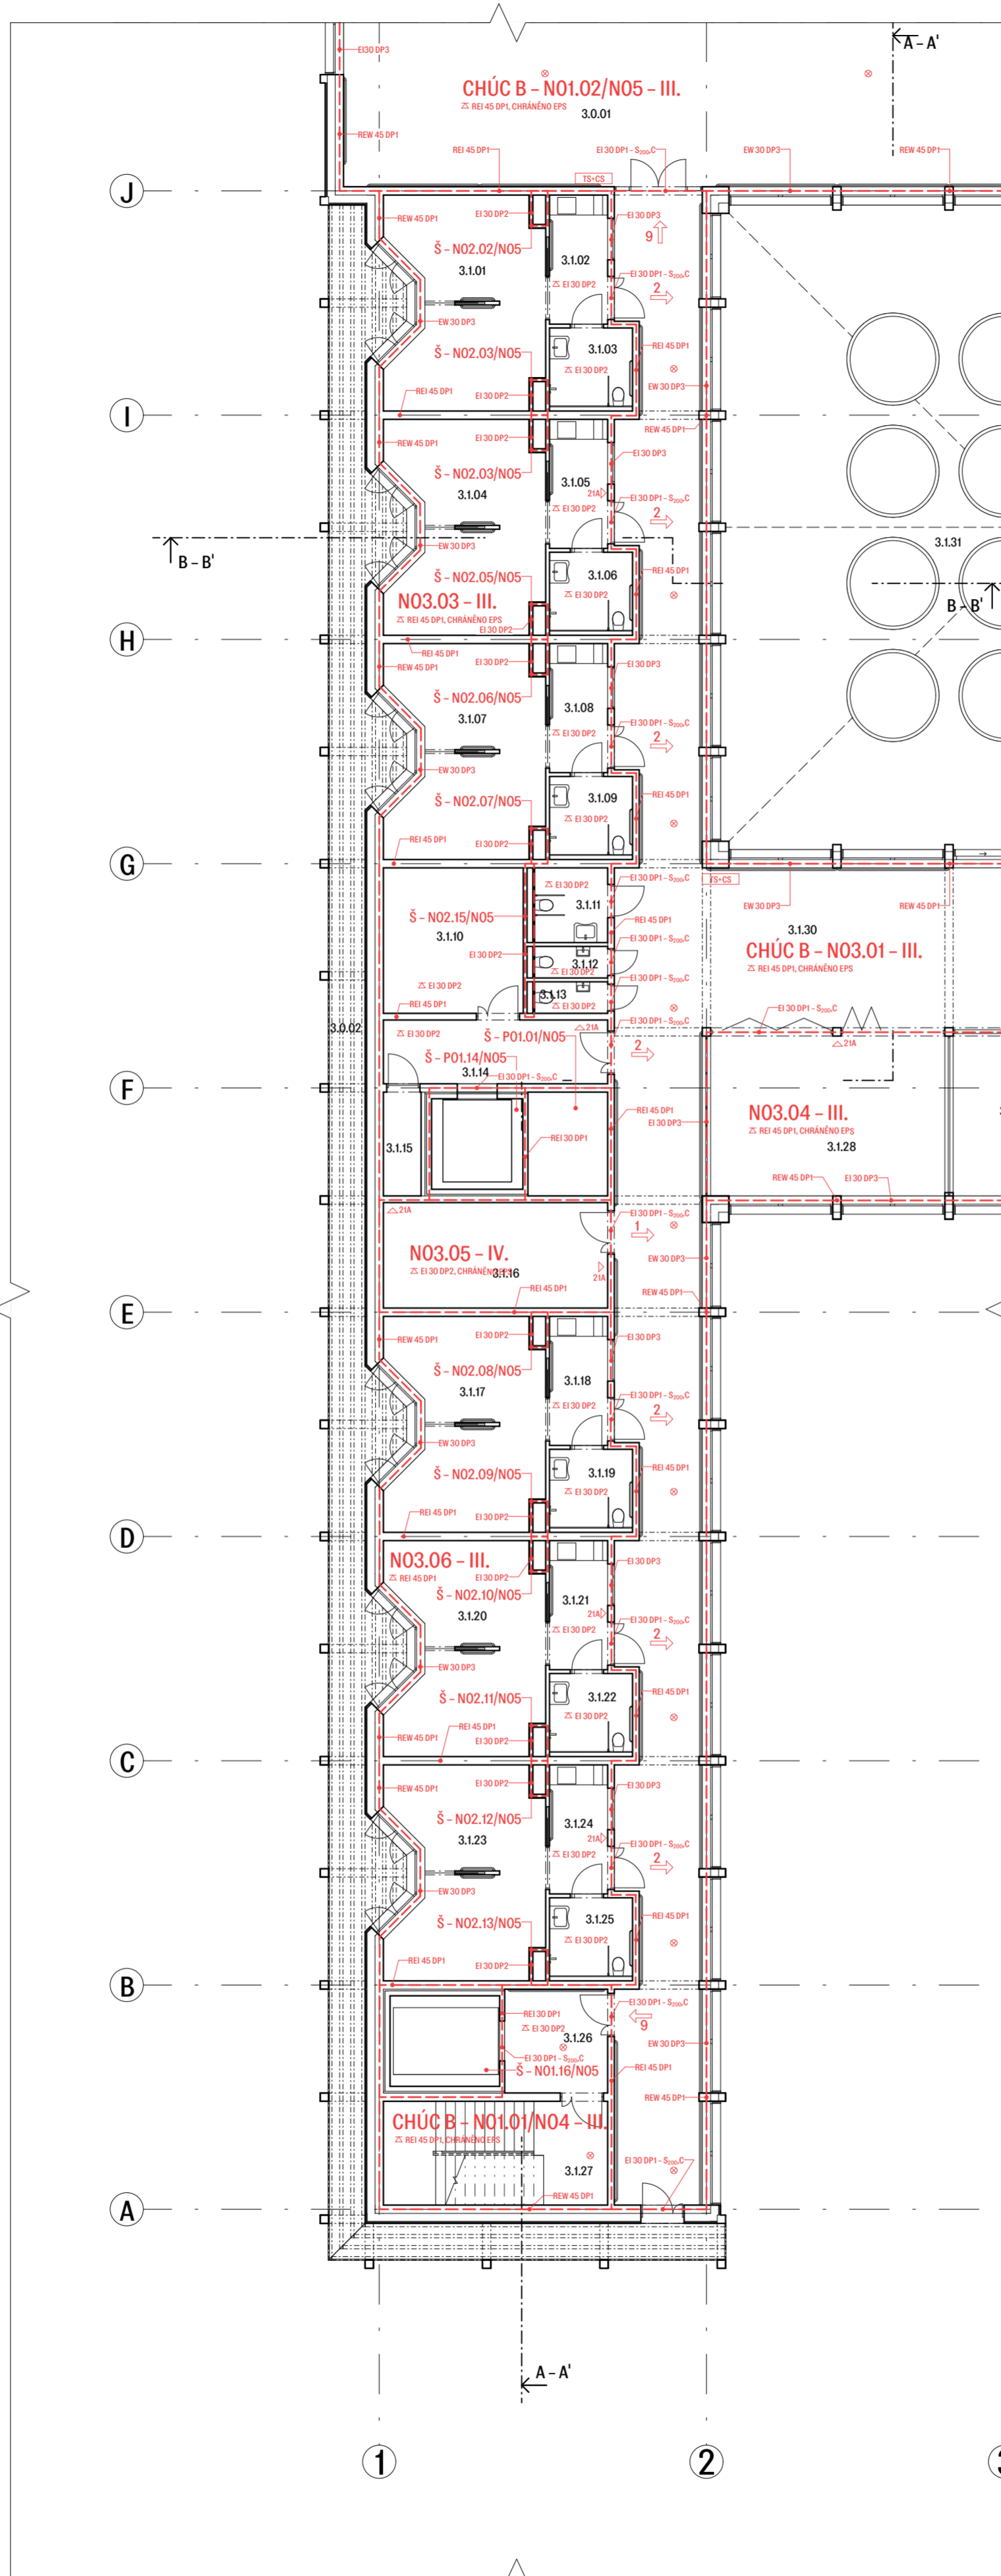 A – A'
EI30 DP3
CHÚC B – N01.02/N05 – III.
REI 45 DP1, CHRÁNĚNO EPS
3.0.01
REW 45 DP1
REI 45 DP1
EI 30 DP1 – S₂₀₀,C
EW 30 DP3
REW 45 DP1
TS+CS
J
REW 45 DP1
EI 30 DP2
EI 30 DP3
9
Š – N02.02/N05
3.1.02
3.1.01
EI 30 DP2
EI 30 DP1 – S₂₀₀,C
2
EW 30 DP3
Š – N02.03/N05
3.1.03
REI 45 DP1
EI 30 DP2
EW 30 DP3
REI 45 DP1
EI 30 DP2
I
REW 45 DP1
REW 45 DP1
EI 30 DP2
EI 30 DP3
Š – N02.03/N05
3.1.05
3.1.04
21A
EI 30 DP1 – S₂₀₀,C
EI 30 DP2
2
B – B'
EW 30 DP3
3.1.31
Š – N02.05/N05
3.1.06
REI 45 DP1
N03.03 – III.
EI 30 DP2
B – B'
REI 45 DP1, CHRÁNĚNO EPS
EI 30 DP2
H
REI 45 DP1
REW 45 DP1
EI 30 DP2
EI 30 DP3
Š – N02.06/N05
3.1.08
3.1.07
EI 30 DP1 – S₂₀₀,C
EI 30 DP2
2
EW 30 DP3
Š – N02.07/N05
3.1.09
REI 45 DP1
EI 30 DP2
REI 45 DP1
EI 30 DP2
G
EI 30 DP1 – S₂₀₀,C
TS+CS
EI 30 DP2
EW 30 DP3
REW 45 DP1
3.1.11
Š – N02.15/N05
REI 45 DP1
3.1.10
3.1.30
EI 30 DP1 – S₂₀₀,C
CHÚC B – N03.01 – III.
EI 30 DP2
3.1.12
EI 30 DP2
REI 45 DP1, CHRÁNĚNO EPS
EI 30 DP2
3.1.13
EI 30 DP1 – S₂₀₀,C
REI 45 DP1
EI 30 DP2
EI 30 DP1 – S₂₀₀,C
3.0.02
EI 30 DP2
21A
EI 30 DP1 – S₂₀₀,C
Š – P01.01/N05
21A
2
Š – P01.14/N05
3.1.14
EI 30 DP1 – S₂₀₀,C
F
REI 45 DP1
N03.04 – III.
EI 30 DP3
REI 45 DP1, CHRÁNĚNO EPS
REI 30 DP1
3.1.28
3.1.15
REW 45 DP1
EI 30 DP3
21A
EI 30 DP1 – S₂₀₀,C
1
N03.05 – IV.
EI 30 DP2, CHRÁNĚNO EPS
3.1.16
21A
EW 30 DP3
REI 45 DP1
REW 45 DP1
E
REW 45 DP1
EI 30 DP2
EI 30 DP3
Š – N02.08/N05
3.1.18
3.1.17
EI 30 DP1 – S₂₀₀,C
EI 30 DP2
2
EW 30 DP3
Š – N02.09/N05
3.1.19
REI 45 DP1
EI 30 DP2
REI 45 DP1
EI 30 DP2
D
N03.06 – III.
EI 30 DP3
REI 45 DP1
EI 30 DP2
Š – N02.10/N05
3.1.21
3.1.20
21A
EI 30 DP1 – S₂₀₀,C
EI 30 DP2
2
EW 30 DP3
Š – N02.11/N05
3.1.22
REI 45 DP1
EI 30 DP2
REI 45 DP1
REW 45 DP1
EI 30 DP2
C
REW 45 DP1
EI 30 DP2
EI 30 DP3
Š – N02.12/N05
3.1.24
3.1.23
21A
EI 30 DP1 – S₂₀₀,C
EI 30 DP2
2
EW 30 DP3
Š – N02.13/N05
3.1.25
REI 45 DP1
EI 30 DP2
REI 45 DP1
EI 30 DP2
B
EI 30 DP1 – S₂₀₀,C
REI 30 DP1
9
EI 30 DP2
3.1.26
EW 30 DP3
EI 30 DP1 – S₂₀₀,C
REI 45 DP1
Š – N01.16/N05
REW 45 DP1
CHÚC B – N01.01/N04 – III.
REI 45 DP1, CHRÁNĚNO EPS
EI 30 DP1 – S₂₀₀,C
3.1.27
REW 45 DP1
A
A – A'
1
2
3